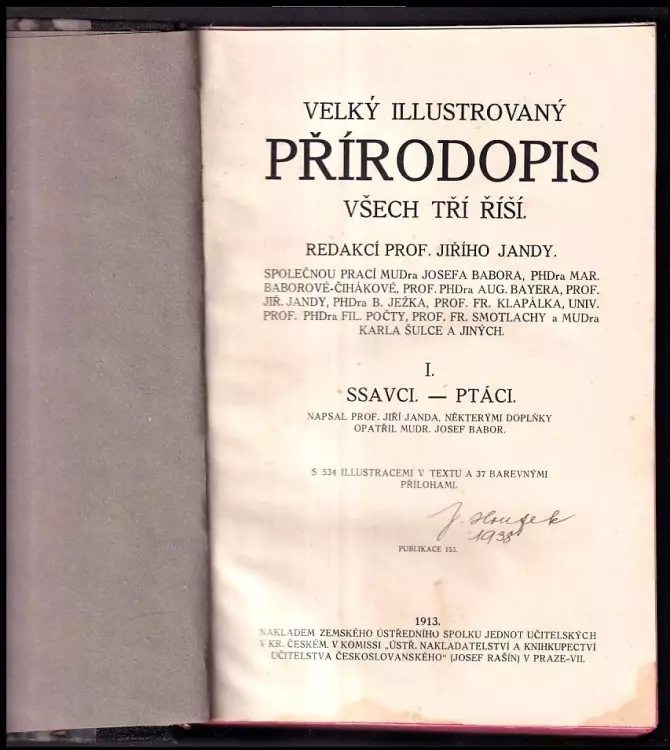 VELKÝ ILLUSTROVANÝ
PŘÍRODOPIS
VŠECH TŘÍ ŘÍŠÍ.
REDAKCÍ PROF. JIŘÍHO JANDY.
SPOLEČNOU PRACÍ MUDra JOSEFA BABORA, PHDra MAR.
BABOROVÉ-ČIHÁKOVÉ, PROF. PHDra AUG. BAYERA, PROF.
JIŘ. JANDY, PHDra B. JEŽKA, PROF. FR. KLAPÁLKA, UNIV.
PROF. PHDra FIL. POČTY, PROF. FR. SMOTLACHY a MUDra
KARLA ŠULCE A JINÝCH.
I.
SSAVCI. — PTÁCI.
NAPSAL PROF. JIŘÍ JANDA, NĚKTERÝMI DOPLŇKY
OPATŘIL MUDR. JOSEF BABOR.
S 534 ILLUSTRACEMI V TEXTU A 37 BAREVNÝMI
PŘÍLOHAMI.
J.
1938
PUBLIKACE 153.
1913.
NÁKLADEM ZEMSKÉHO ÚSTŘEDNÍHO SPOLKU JEDNOT UČITELSKÝCH
V KR. ČESKÉM. V KOMISSI „ÚSTŘ. NAKLADATELSTVÍ A KNIHKUPECTVÍ
UČITELSTVA ČESKOSLOVANSKÉHO“ (JOSEF RAŠÍN) V PRAZE-VII.